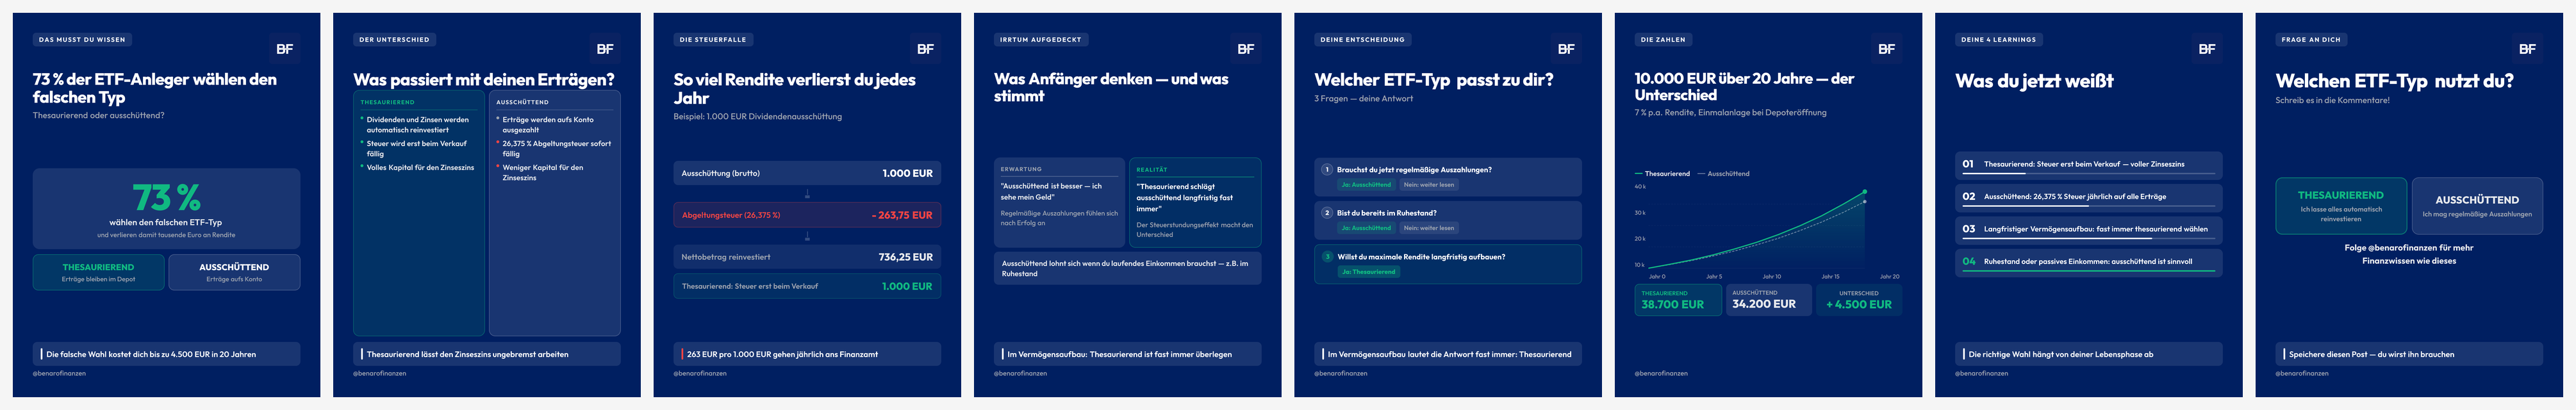 DAS MUSST DU WISSEN
BF
73 % der ETF-Anleger wählen den
falschen Typ
Thesaurierend oder ausschüttend?
73 %
wählen den falschen ETF-Typ
und verlieren damit tausende Euro an Rendite
THESAURIEREND
Erträge bleiben im Depot
AUSSCHÜTTEND
Erträge aufs Konto
Die falsche Wahl kostet dich bis zu 4.500 EUR in 20 Jahren
@benarofinanzen
DER UNTERSCHIED
BF
Was passiert mit deinen Erträgen?
THESAURIEREND
* Dividenden und Zinsen werden
automatisch reinvestiert
* Steuer wird erst beim Verkauf
fällig
* Volles Kapital für den Zinseszins
AUSSCHÜTTEND
* Erträge werden aufs Konto
ausgezahlt
* 26,375 % Abgeltungsteuer sofort
fällig
* Weniger Kapital für den
Zinseszins
Thesaurierend lässt den Zinseszins ungebremst arbeiten
@benarofinanzen
DIE STEUERFALLE
BF
So viel Rendite verlierst du jedes
Jahr
Beispiel: 1.000 EUR Dividendenausschüttung
Ausschüttung (brutto) 1.000 EUR
Abgeltungsteuer (26,375 %) - 263,75 EUR
Nettobetrag reinvestiert 736,25 EUR
Thesaurierend: Steuer erst beim Verkauf 1.000 EUR
263 EUR pro 1.000 EUR gehen jährlich ans Finanzamt
@benarofinanzen
IRRTUM AUFGEDECKT
BF
Was Anfänger denken — und was
stimmt
ERWARTUNG
"Ausschüttend ist besser — ich
sehe mein Geld"
Regelmäßige Auszahlungen fühlen sich
nach Erfolg an
REALITÄT
"Thesaurierend schlägt
ausschüttend langfristig fast
immer"
Der Steuerstundungseffekt macht den
Unterschied
Ausschüttend lohnt sich wenn du laufendes Einkommen brauchst — z.B. im
Ruhestand
Im Vermögensaufbau: Thesaurierend ist fast immer überlegen
@benarofinanzen
DEINE ENTSCHEIDUNG
BF
Welcher ETF-Typ passt zu dir?
3 Fragen — deine Antwort
1 Brauchst du jetzt regelmäßige Auszahlungen?
Ja: Ausschüttend Nein: weiter lesen
2 Bist du bereits im Ruhestand?
Ja: Ausschüttend Nein: weiter lesen
3 Willst du maximale Rendite langfristig aufbauen?
Ja: Thesaurierend
Im Vermögensaufbau lautet die Antwort fast immer: Thesaurierend
@benarofinanzen
DIE ZAHLEN
BF
10.000 EUR über 20 Jahre — der
Unterschied
7 % p.a. Rendite, Einmalanlage bei Depoteröffnung
Thesaurierend Ausschüttend
40 k
30 k
20 k
10 k
Jahr 0 Jahr 5 Jahr 10 Jahr 15 Jahr 20
THESAURIEREND
38.700 EUR
AUSSCHÜTTEND
34.200 EUR
UNTERSCHIED
+ 4.500 EUR
@benarofinanzen
DEINE 4 LEARNINGS
BF
Was du jetzt weißt
01 Thesaurierend: Steuer erst beim Verkauf — voller Zinseszins
02 Ausschüttend: 26,375 % Steuer jährlich auf alle Erträge
03 Langfristiger Vermögensaufbau: fast immer thesaurierend wählen
04 Ruhestand oder passives Einkommen: ausschüttend ist sinnvoll
Die richtige Wahl hängt von deiner Lebensphase ab
@benarofinanzen
FRAGE AN DICH
BF
Welchen ETF-Typ nutzt du?
Schreib es in die Kommentare!
THESAURIEREND
Ich lasse alles automatisch
reinvestieren
AUSSCHÜTTEND
Ich mag regelmäßige Auszahlungen
Folge @benarofinanzen für mehr
Finanzwissen wie dieses
Speichere diesen Post — du wirst ihn brauchen
@benarofinanzen